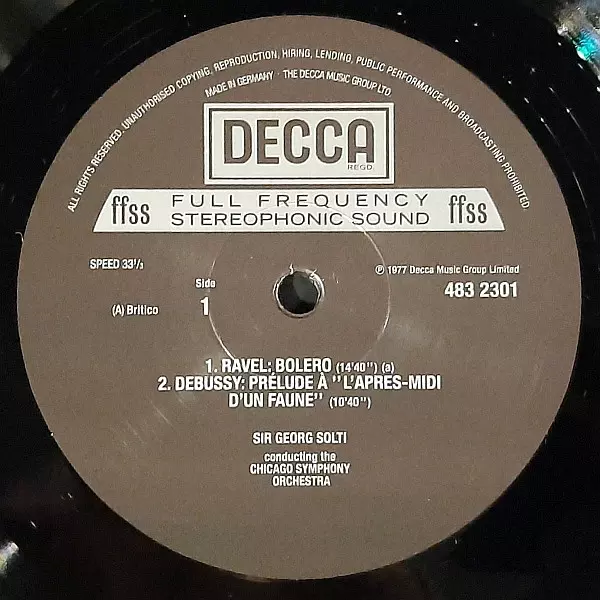 ALL RIGHTS RESERVED. UNAUTHORISED COPYING, REPRODUCTION, HIRING, LENDING, PUBLIC PERFORMANCE AND BROADCASTING PROHIBITED.
MADE IN GERMANY · THE DECCA MUSIC GROUP LTD
DECCA
REGD.
ffss FULL FREQUENCY ffss
STEREOPHONIC SOUND
SPEED 33⅓
℗ 1977 Decca Music Group Limited
Side
483 2301
(A) Britico
1
1. RAVEL: BOLERO (14'40") (a)
2. DEBUSSY: PRÉLUDE À "L'APRES-MIDI
D'UN FAUNE" (10'40")
SIR GEORG SOLTI
conducting the
CHICAGO SYMPHONY
ORCHESTRA